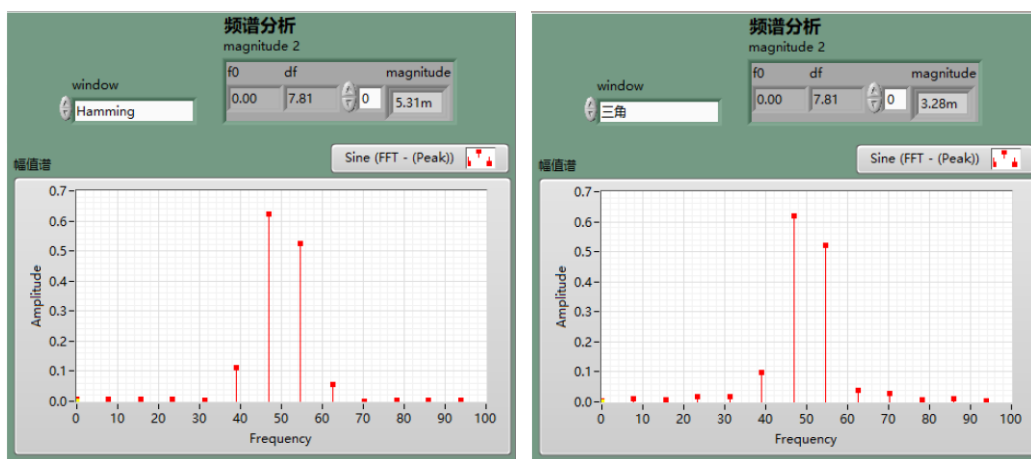 频谱分析
magnitude 2
window
Hamming
f0 df magnitude
0.00 7.81 0 5.31m
幅值谱
Sine (FFT - (Peak))
Amplitude
0.7
0.6
0.5
0.4
0.3
0.2
0.1
0.0
0 10 20 30 40 50 60 70 80 90 100
Frequency
频谱分析
magnitude 2
window
三角
f0 df magnitude
0.00 7.81 0 3.28m
幅值谱
Sine (FFT - (Peak))
Amplitude
0.7
0.6
0.5
0.4
0.3
0.2
0.1
0.0
0 10 20 30 40 50 60 70 80 90 100
Frequency